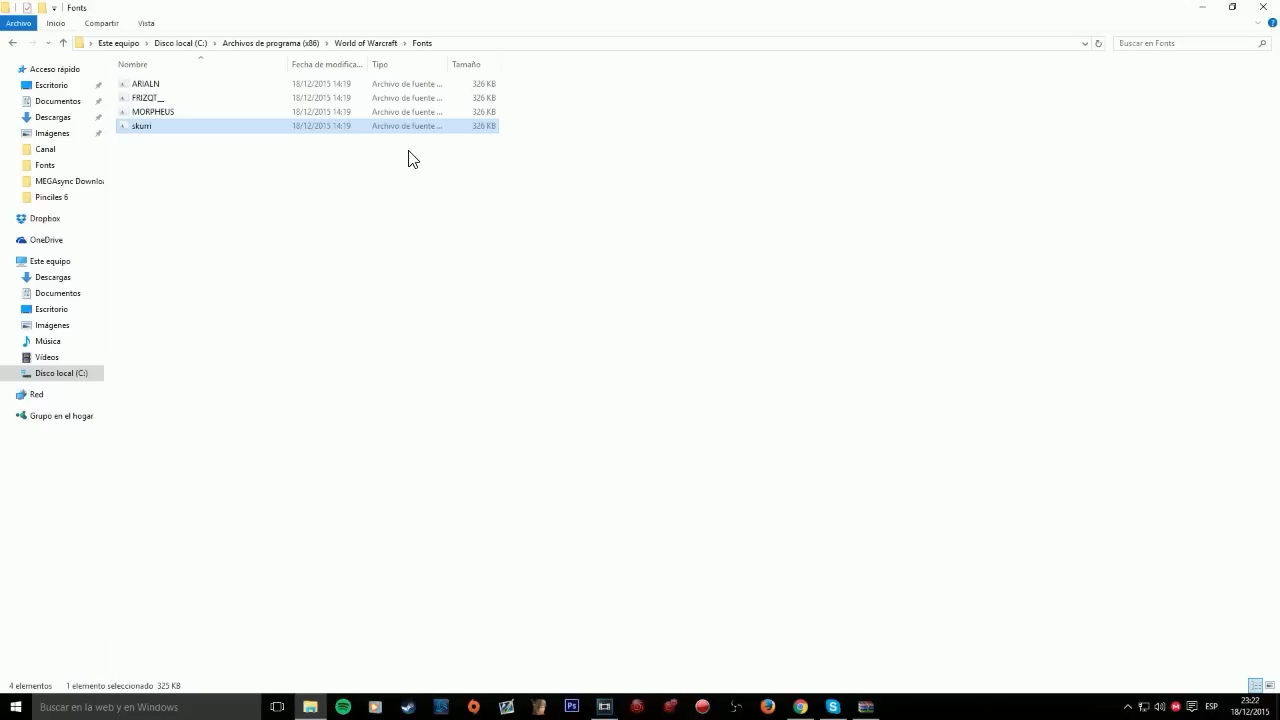 Fonts
Archivo Inicio Compartir Vista
Este equipo Disco local (C:) Archivos de programa (x86) World of Warcraft Fonts Buscar en Fonts
Nombre Fecha de modifica... Tipo Tamaño
ARIALN 18/12/2015 14:19 Archivo de fuente ... 326 KB
FRIZQT__ 18/12/2015 14:19 Archivo de fuente ... 326 KB
MORPHEUS 18/12/2015 14:19 Archivo de fuente ... 326 KB
skurri 18/12/2015 14:19 Archivo de fuente ... 326 KB
Acceso rápido
Escritorio
Documentos
Descargas
Imágenes
Canal
Fonts
MEGAsync Downloa
Pinciles 6
Dropbox
OneDrive
Este equipo
Descargas
Documentos
Escritorio
Imágenes
Música
Vídeos
Disco local (C:)
Red
Grupo en el hogar
4 elementos 1 elemento seleccionado 325 KB
Buscar en la web y en Windows
Ps
ESP
23:22
18/12/2015